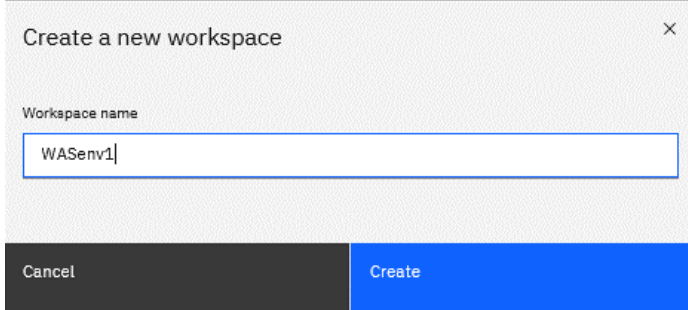 Create a new workspace
Workspace name
WASenv1
Cancel
Create